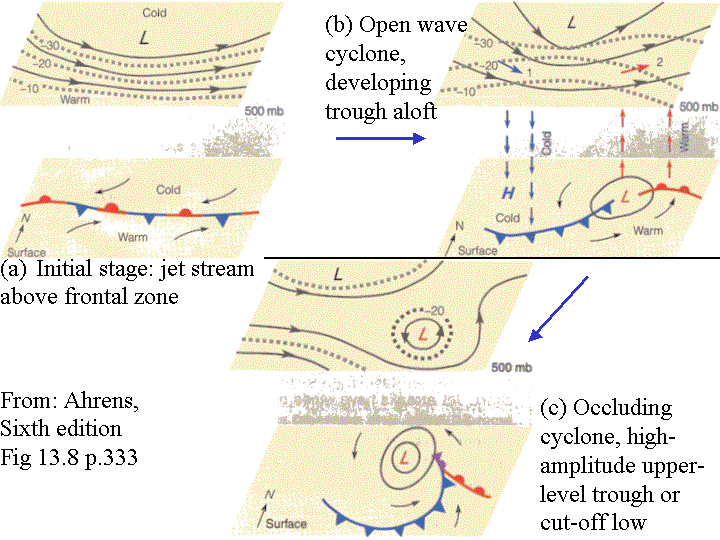 Cold
L
-30
-20
-10
Warm
500 mb
Cold
N
Warm
Surface
(a) Initial stage: jet stream
above frontal zone
(b) Open wave
cyclone,
developing
trough aloft
L
-30
-20
1
2
-10
500 mb
Cold
Warm
H
L
Cold
N
Warm
Surface
L
-20
L
500 mb
L
N
Surface
From: Ahrens,
Sixth edition
Fig 13.8 p.333
(c) Occluding
cyclone, high-
amplitude upper-
level trough or
cut-off low